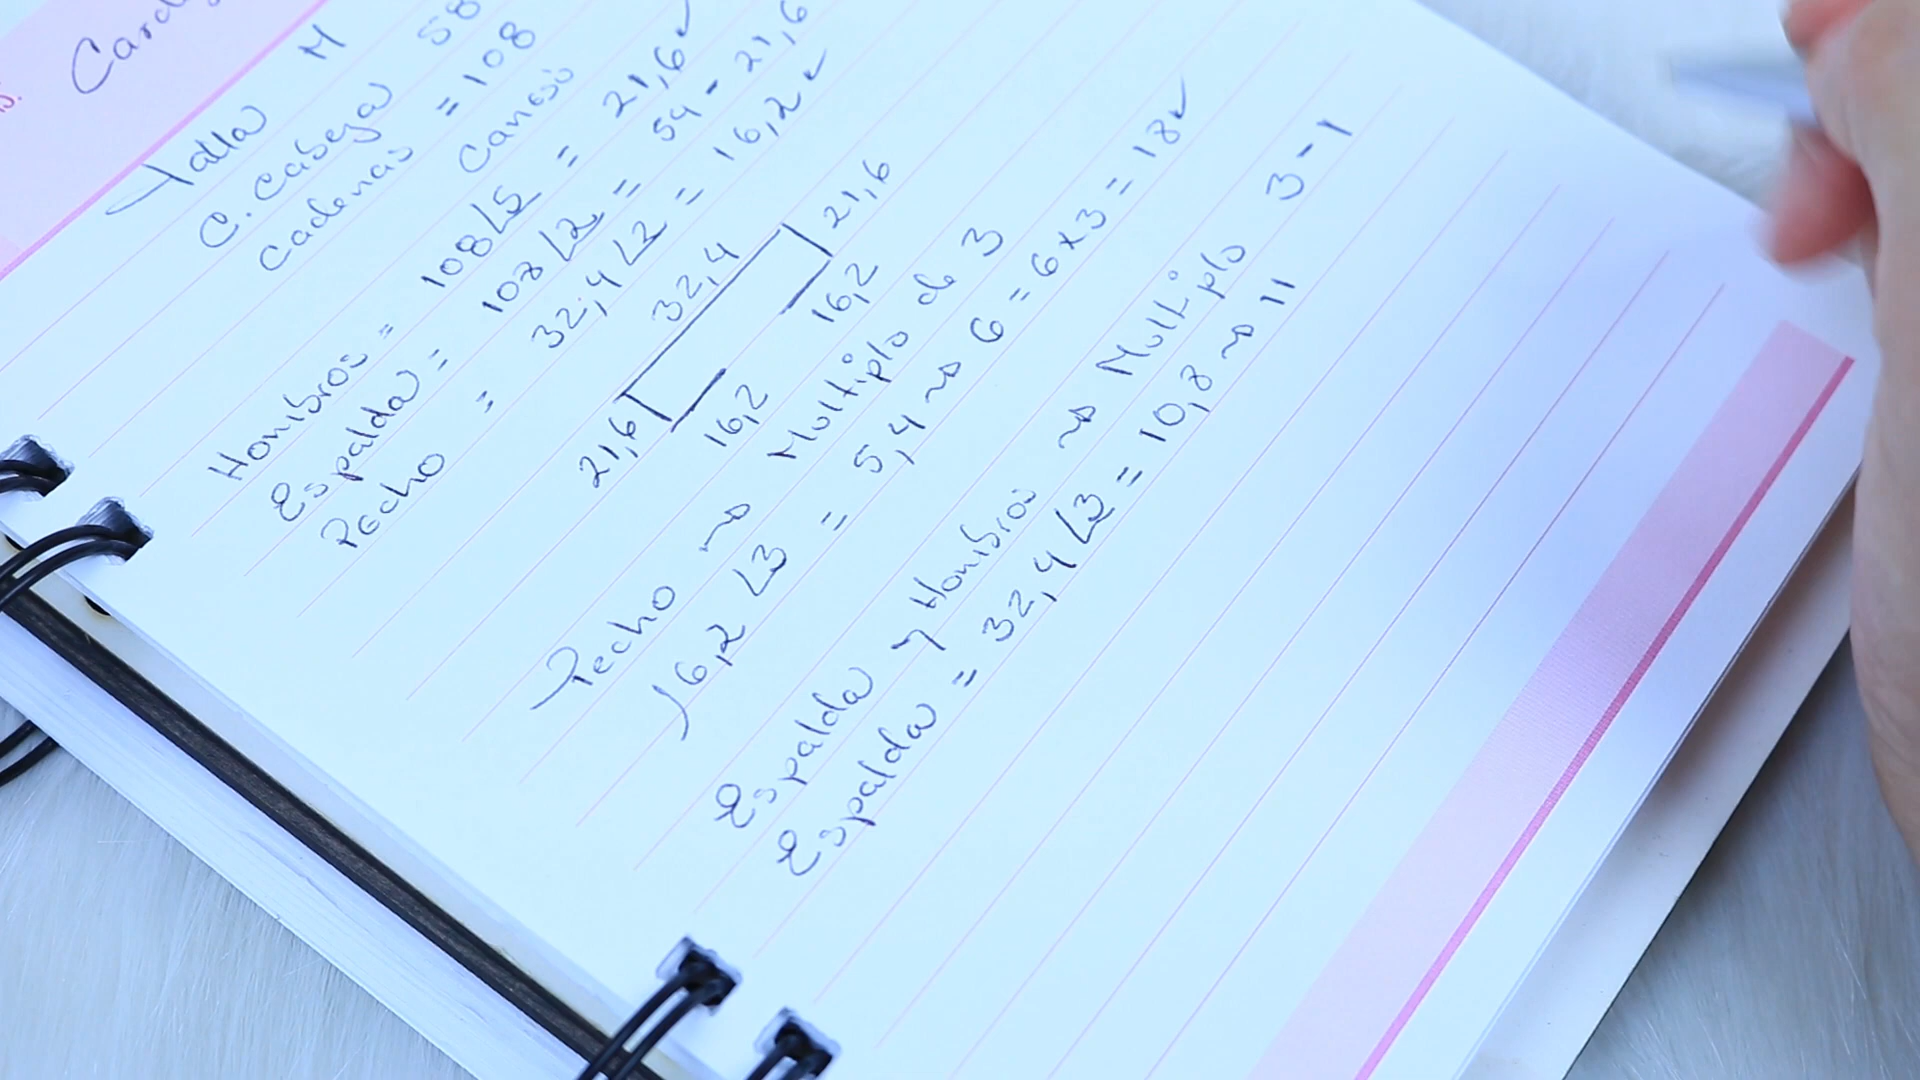 Talla M
C. Cabeza 58
Cadenas = 108
Canesú
Hombros = 108 ∠5 = 21,6 ✓
Espalda = 108 ∠2 = 54 - 21,6
Pecho = 32,4 ∠2 = 16,2 ✓
32,4
21,6 21,6
16,2 16,2
Pecho ⇝ Multiplo de 3
16,2 ∠3 = 5,4 ⇝ 6 = 6x3 = 18 ✓
Espalda y Hombros ⇝ Multiplo 3-1
Espalda = 32,4 ∠3 = 10,8 ⇝ 11